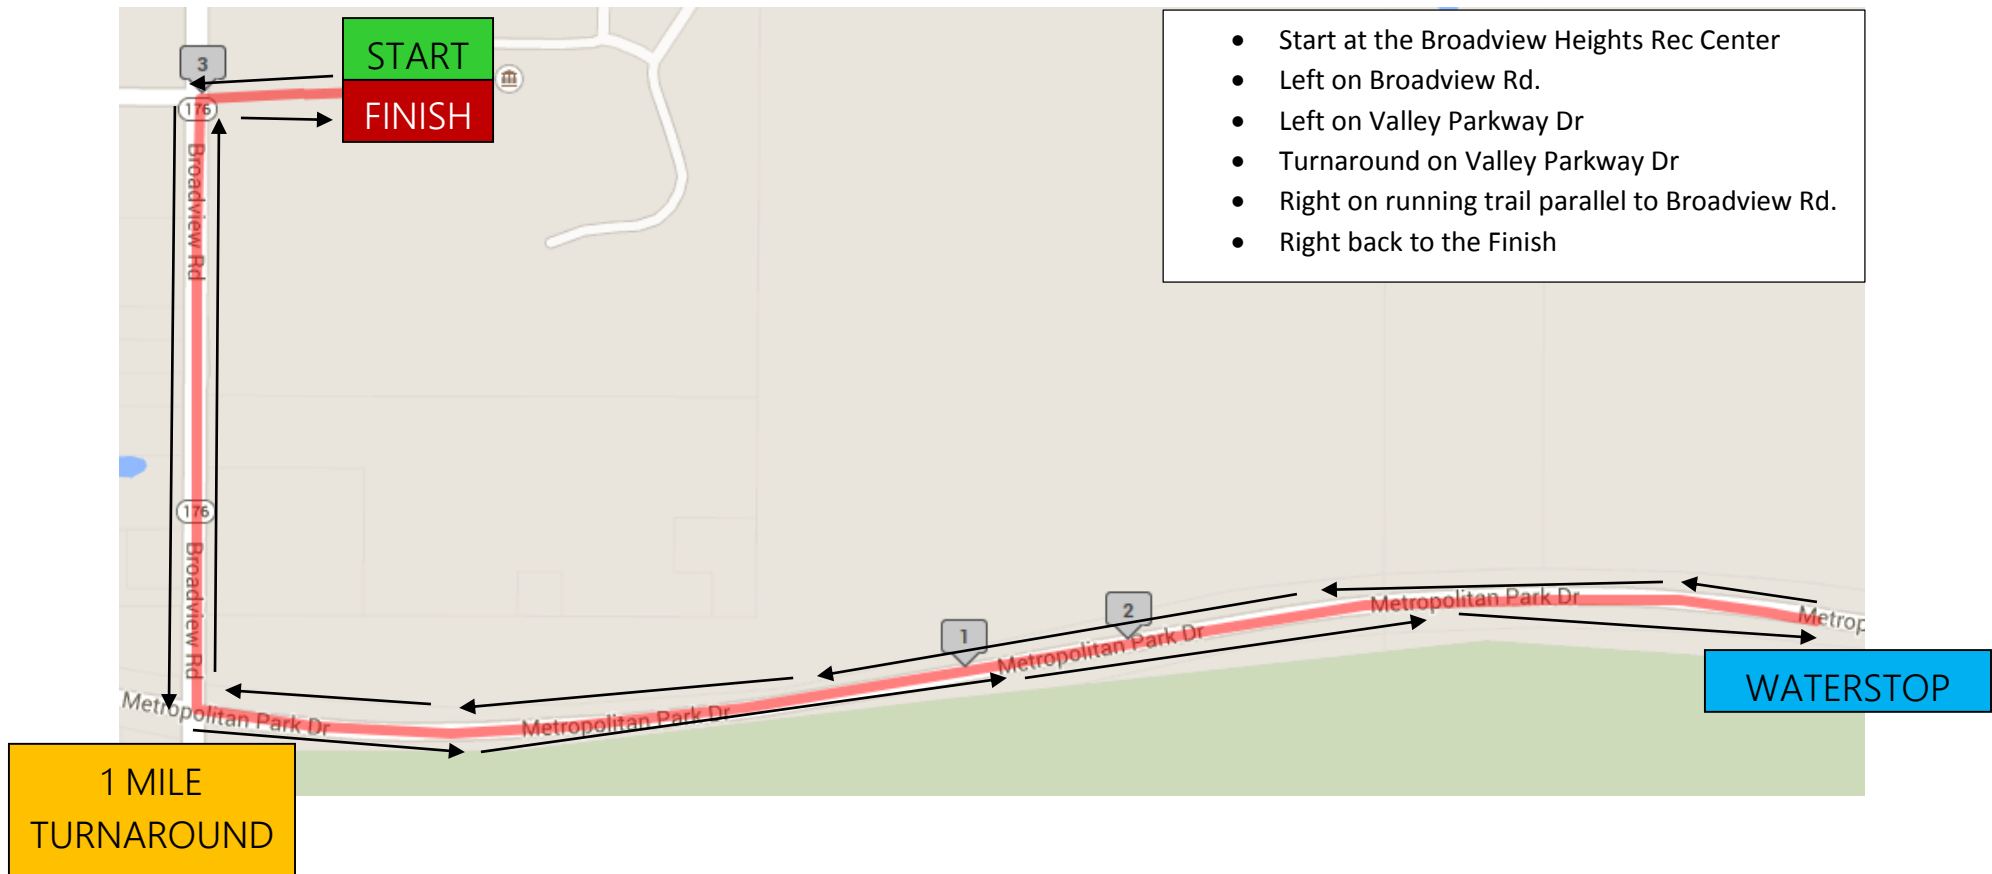 START
FINISH
3
176
Broadview Rd
176
Broadview Rd
• Start at the Broadview Heights Rec Center
• Left on Broadview Rd.
• Left on Valley Parkway Dr
• Turnaround on Valley Parkway Dr
• Right on running trail parallel to Broadview Rd.
• Right back to the Finish
Metropolitan Park Dr
Metropolitan Park Dr
1
Metropolitan Park Dr
2
Metropolitan Park Dr
Metrop
WATERSTOP
1 MILE
TURNAROUND